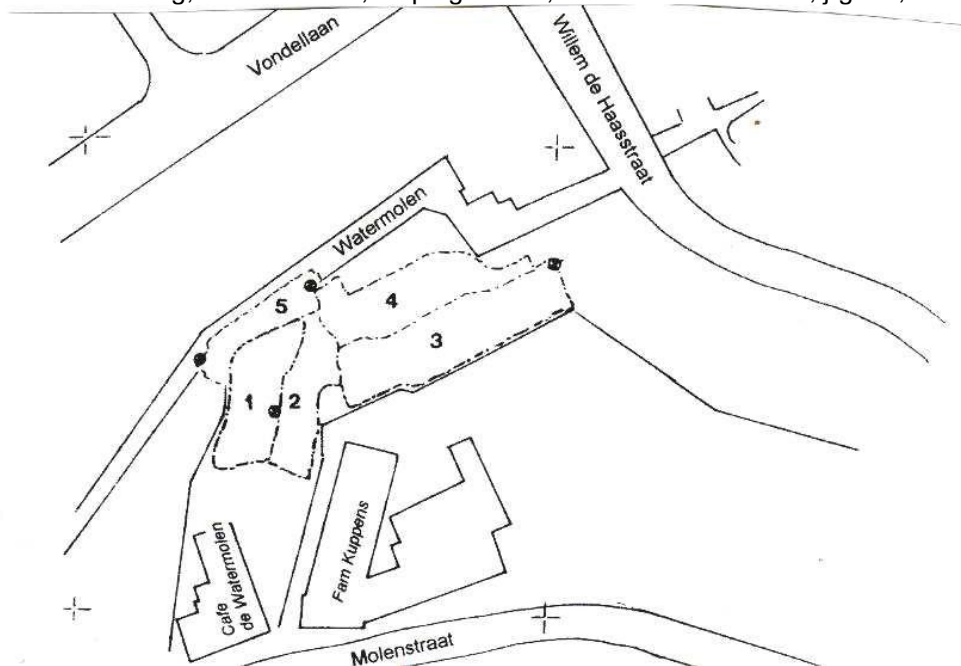 Vondellaan
Willem de Haasstraat
Watermolen
5
4
3
1
2
Cafe
de Watermolen
Fam Kuppens
Molenstraat